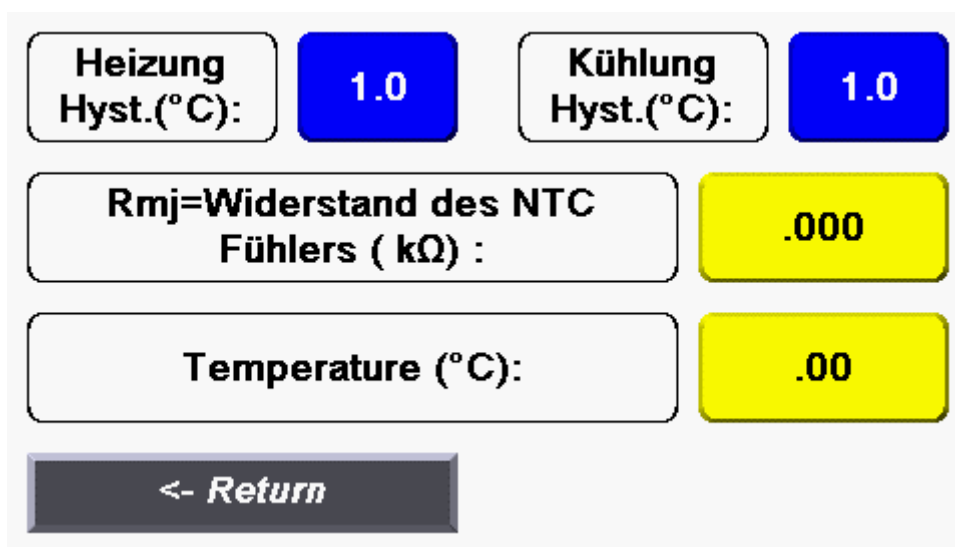 Heizung
Hyst.(°C):
1.0
Kühlung
Hyst.(°C):
1.0
Rmj=Widerstand des NTC
Fühlers ( kΩ) :
.000
Temperature (°C):
.00
<- Return